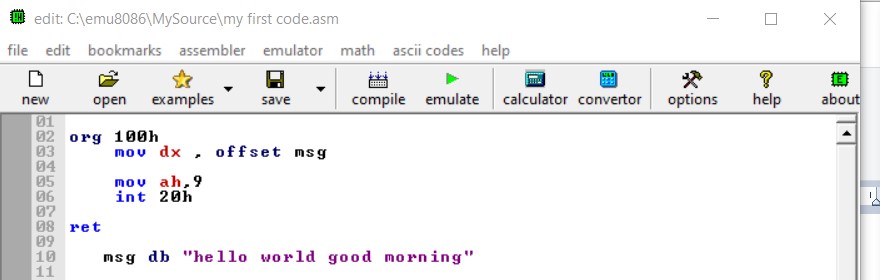 edit: C:\emu8086\MySource\my first code.asm
file edit bookmarks assembler emulator math ascii codes help
new open examples save compile emulate calculator convertor options help about
01
02 org 100h
03 mov dx , offset msg
04
05 mov ah,9
06 int 20h
07
08 ret
09
10 msg db "hello world good morning"
11